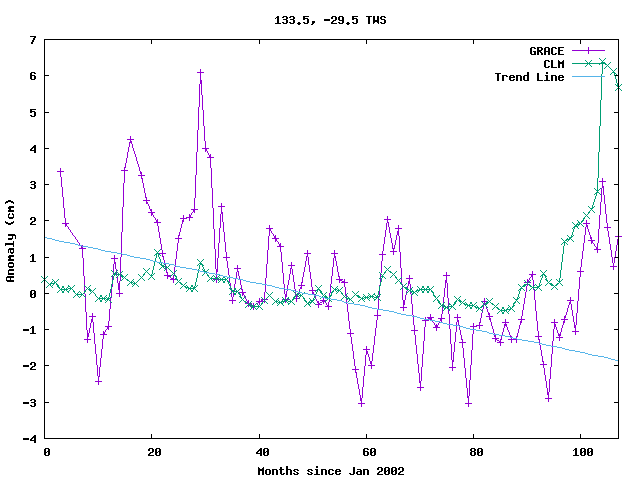 133.5, -29.5 TWS
GRACE
CLM
Trend Line
7
6
5
4
3
2
1
0
-1
-2
-3
-4
Anomaly (cm)
0 20 40 60 80 100
Months since Jan 2002